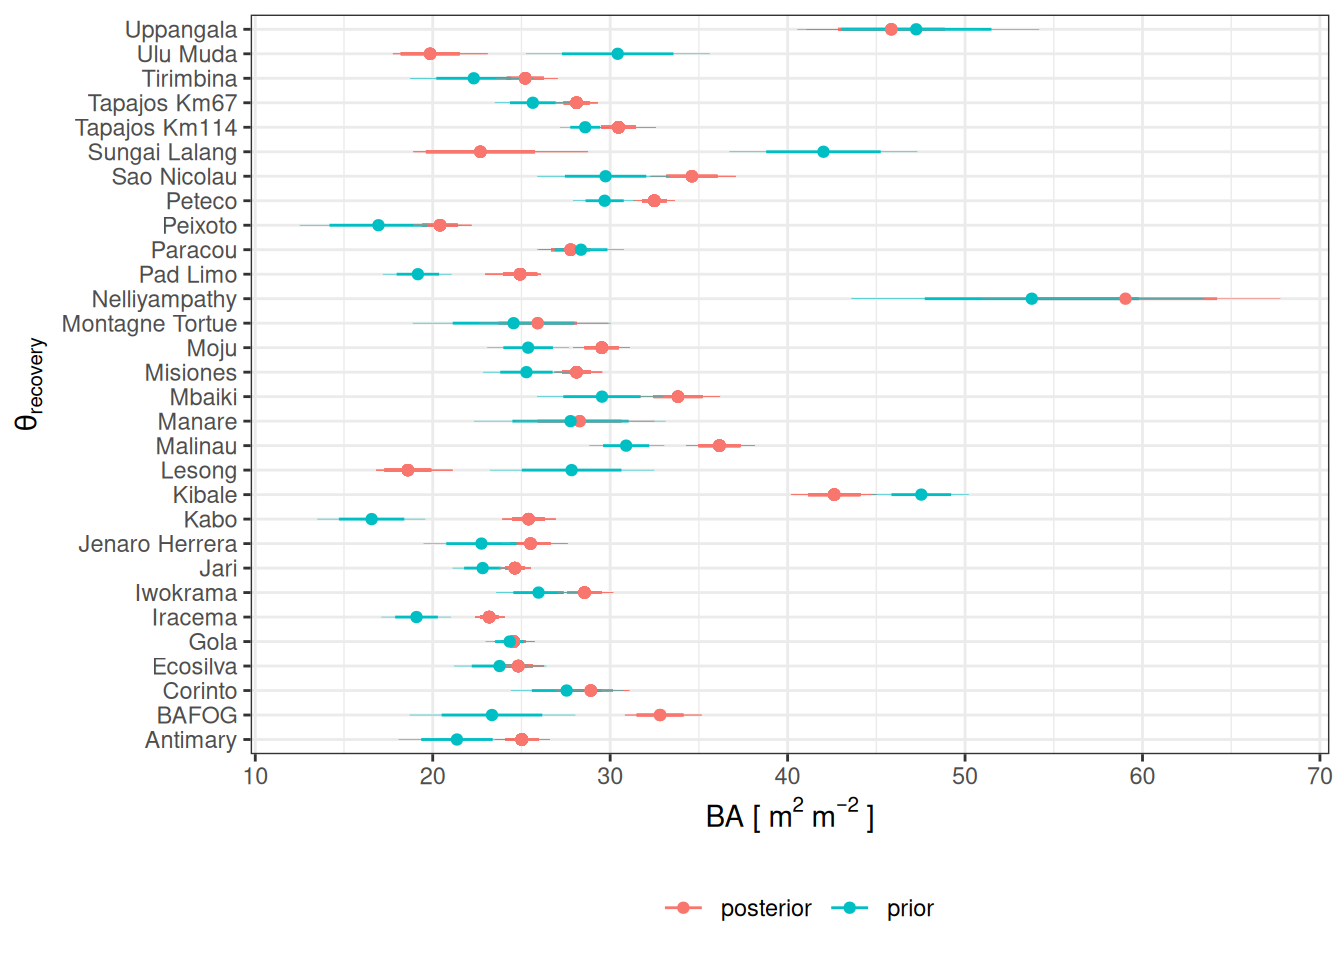 Uppangala
Ulu Muda
Tirimbina
Tapajos Km67
Tapajos Km114
Sungai Lalang
Sao Nicolau
Peteco
Peixoto
Paracou
Pad Limo
Nelliyampathy
Montagne Tortue
Moju
Misiones
Mbaiki
Manare
Malinau
Lesong
Kibale
Kabo
Jenaro Herrera
Jari
Iwokrama
Iracema
Gola
Ecosilva
Corinto
BAFOG
Antimary
θrecovery
10 20 30 40 50 60 70
BA [ m² m⁻² ]
posterior prior